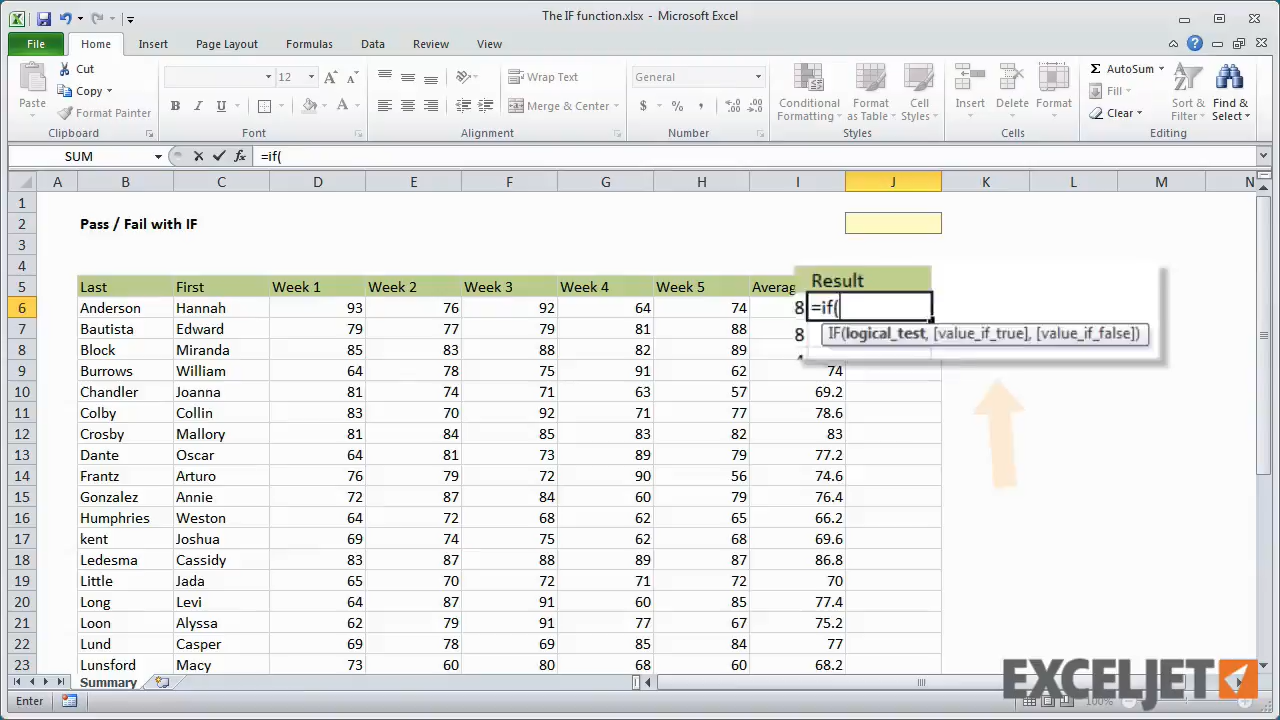 The IF function.xlsx - Microsoft Excel
File Home Insert Page Layout Formulas Data Review View
Paste
Cut
Copy
Format Painter
Clipboard
12
Font
Wrap Text
Merge & Center
Alignment
General
Number
Conditional Formatting
Format as Table
Cell Styles
Styles
Insert Delete Format
Cells
AutoSum
Fill
Clear
Sort & Filter
Find & Select
Editing
SUM =if(
A B C D E F G H I J K L M N
1
2 Pass / Fail with IF
3
4
5 Last First Week 1 Week 2 Week 3 Week 4 Week 5 Averag Result
6 Anderson Hannah 93 76 92 64 74 8 =if(
IF(logical_test, [value_if_true], [value_if_false])
7 Bautista Edward 79 77 79 81 88 8
8 Block Miranda 85 83 88 82 89
9 Burrows William 64 78 75 91 62 74
10 Chandler Joanna 81 74 71 63 57 69.2
11 Colby Collin 83 70 92 71 77 78.6
12 Crosby Mallory 81 84 85 83 82 83
13 Dante Oscar 64 81 73 89 79 77.2
14 Frantz Arturo 76 79 72 90 56 74.6
15 Gonzalez Annie 72 87 84 60 79 76.4
16 Humphries Weston 64 72 68 62 65 66.2
17 kent Joshua 69 74 75 62 68 69.6
18 Ledesma Cassidy 83 87 88 89 87 86.8
19 Little Jada 65 70 72 71 72 70
20 Long Levi 64 87 91 60 85 77.4
21 Loon Alyssa 62 79 91 77 67 75.2
22 Lund Casper 69 78 69 85 84 77
23 Lunsford Macy 73 60 80 68 60 68.2
Summary
EXCELJET
Enter
100%